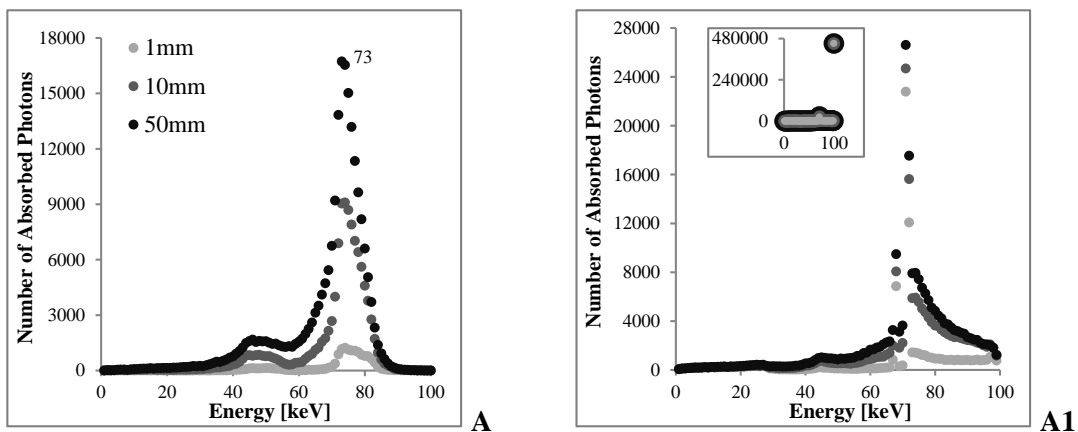 18000
15000
12000
9000
6000
3000
0
Number of Absorbed Photons
1mm
10mm
50mm
73
0 20 40 60 80 100
Energy [keV]
A
28000
24000
20000
16000
12000
8000
4000
0
Number of Absorbed Photons
480000
240000
0
0 100
0 20 40 60 80 100
Energy [keV]
A1